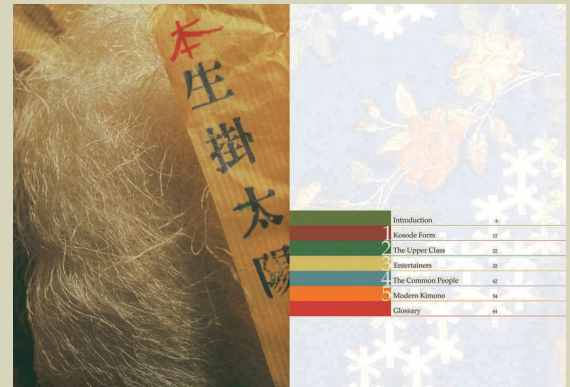 本生掛太陽
Introduction 6
1 Kosode Form 12
2 The Upper Class 22
3 Entertainers 32
4 The Common People 42
5 Modern Kimono 54
Glossary 64